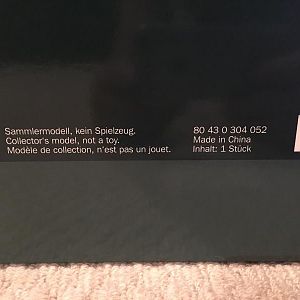 Sammlermodell, kein Spielzeug.
Collector's model, not a toy.
Modèle de collection, n'est pas un jouet.
80 43 0 304 052
Made in China
Inhalt: 1 Stück